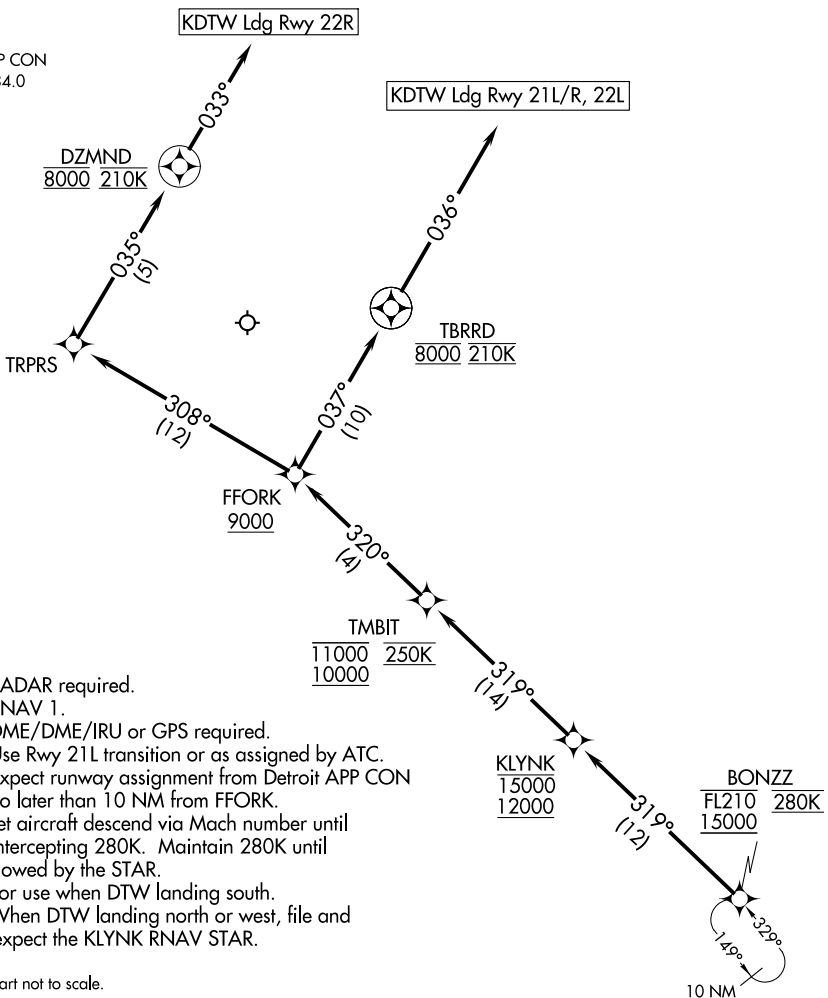 KDTW Ldg Rwy 22R
P CON
34.0
KDTW Ldg Rwy 21L/R, 22L
033°
DZMND
8000 210K
036°
035°
(5)
TBRRD
8000 210K
TRPRS
037°
(10)
308°
(12)
FFORK
9000
320°
(4)
TMBIT
11000 250K
10000
319°
(14)
KLYNK
15000
12000
BONZZ
FL210 280K
15000
319°
(12)
329°
149°
10 NM
ADAR required.
NAV 1.
DME/DME/IRU or GPS required.
Use Rwy 21L transition or as assigned by ATC.
xpect runway assignment from Detroit APP CON
o later than 10 NM from FFORK.
et aircraft descend via Mach number until
ntercepting 280K. Maintain 280K until
lowed by the STAR.
or use when DTW landing south.
When DTW landing north or west, file and
expect the KLYNK RNAV STAR.
art not to scale.